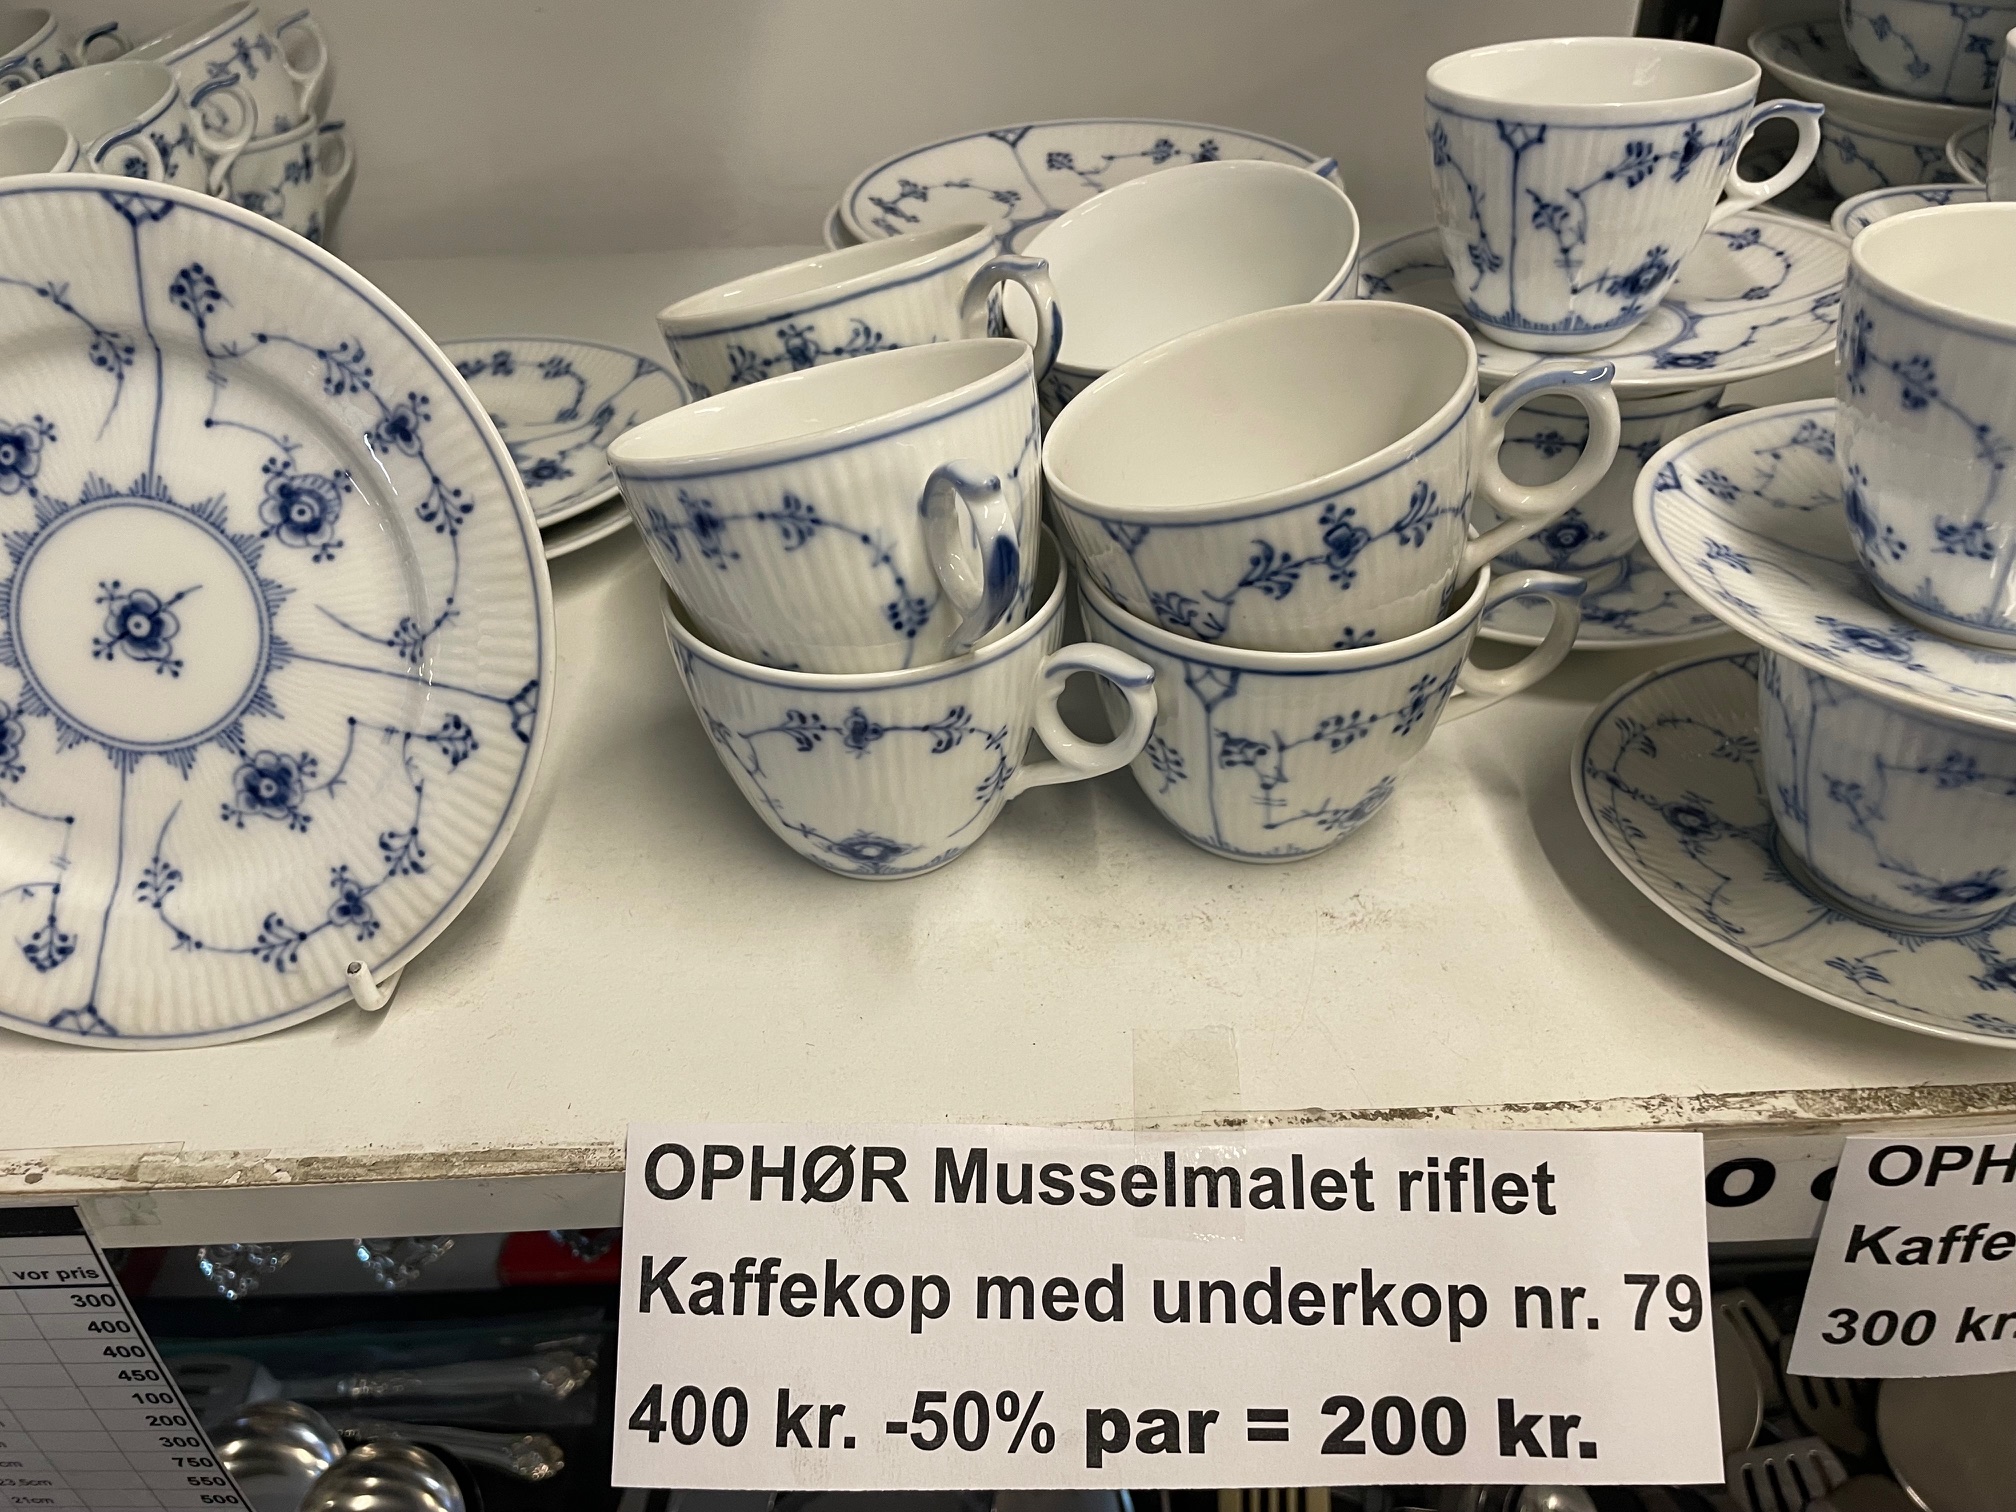 OPHØR Musselmalet riflet
Kaffekop med underkop nr. 79
400 kr. -50% par = 200 kr.
OPH
Kaffe
300 kr.
vor pris
300
400
400
450
100
200
300
750
550
21cm 500